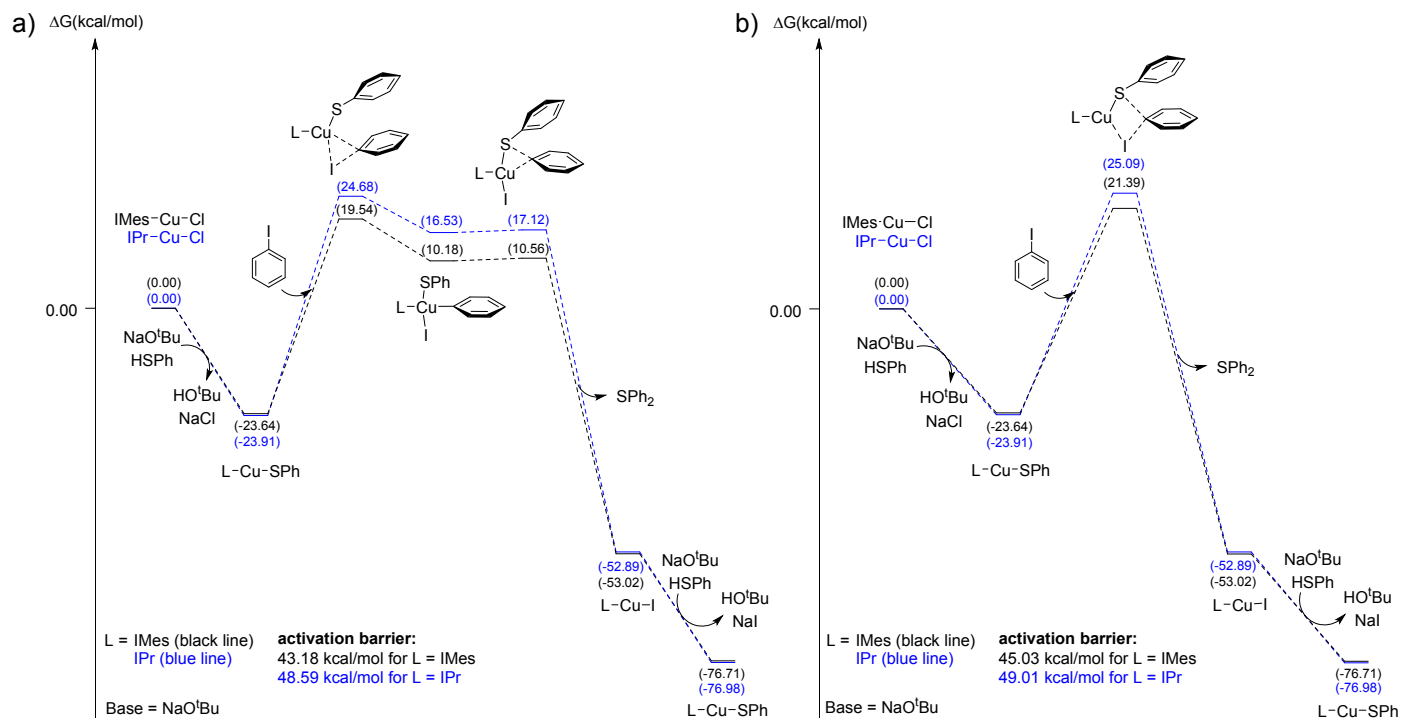 a) ΔG(kcal/mol)
S
L Cu
I
(24.68)
(19.54)
S
L Cu
I
(16.53)
(17.12)
(10.18)
(10.56)
IMes-Cu-Cl
IPr-Cu-Cl
I
(0.00)
(0.00)
0.00
NaOᵗBu
HSPh
HOᵗBu
NaCl
(-23.64)
(-23.91)
L-Cu-SPh
SPh
L-Cu
I
SPh₂
(-52.89)
(-53.02)
L-Cu-I
NaOᵗBu
HSPh
HOᵗBu
NaI
(-76.71)
(-76.98)
L-Cu-SPh
L = IMes (black line)
IPr (blue line)
Base = NaOᵗBu
activation barrier:
43.18 kcal/mol for L = IMes
48.59 kcal/mol for L = IPr
b) ΔG(kcal/mol)
S
L Cu
I
(25.09)
(21.39)
IMes·Cu-Cl
IPr-Cu-Cl
I
(0.00)
(0.00)
0.00
NaOᵗBu
HSPh
HOᵗBu
NaCl
(-23.64)
(-23.91)
L-Cu-SPh
SPh₂
(-52.89)
(-53.02)
L-Cu-I
NaOᵗBu
HSPh
HOᵗBu
NaI
(-76.71)
(-76.98)
L-Cu-SPh
L = IMes (black line)
IPr (blue line)
Base = NaOᵗBu
activation barrier:
45.03 kcal/mol for L = IMes
49.01 kcal/mol for L = IPr